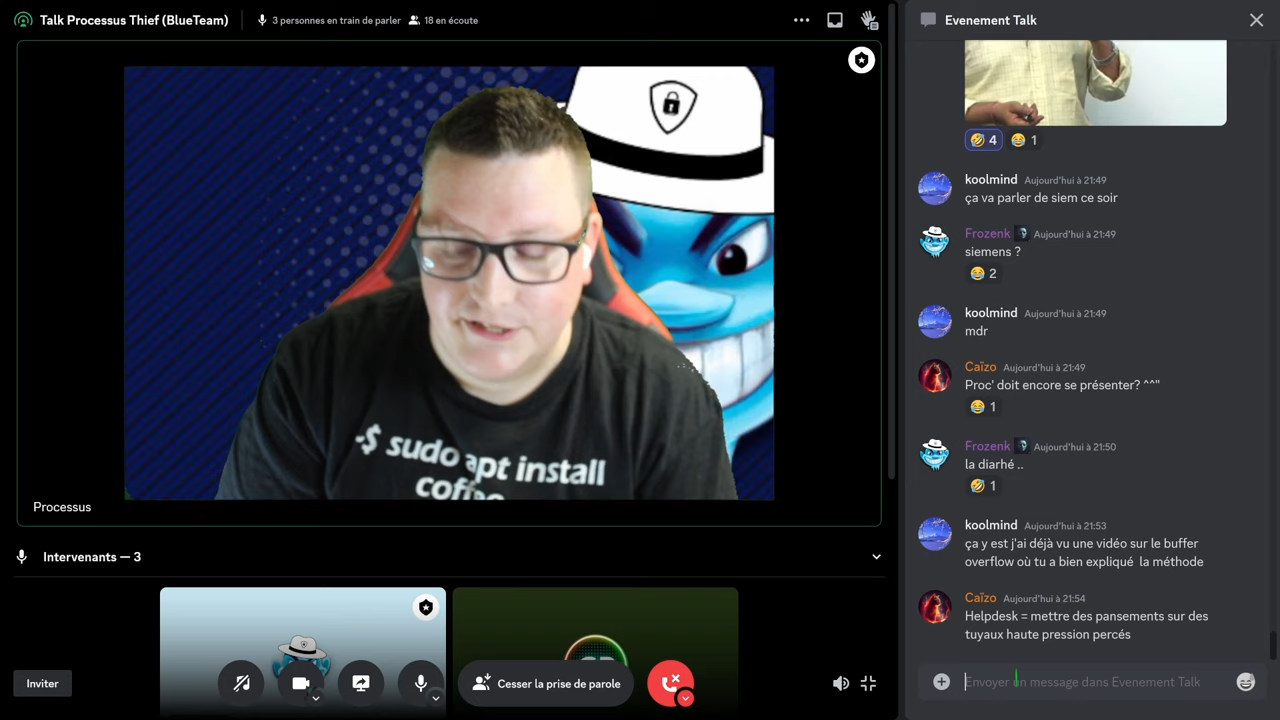 Talk Processus Thief (BlueTeam)
3 personnes en train de parler
18 en écoute
-$ sudo apt install
coffee
Processus
Intervenants — 3
Inviter
Cesser la prise de parole
Evenement Talk
4
1
koolmind Aujourd'hui à 21:49
ça va parler de siem ce soir
Frozenk Aujourd'hui à 21:49
siemens ?
2
koolmind Aujourd'hui à 21:49
mdr
Caïzo Aujourd'hui à 21:49
Proc' doit encore se présenter? ^^"
1
Frozenk Aujourd'hui à 21:50
la diarhé ..
1
koolmind Aujourd'hui à 21:53
ça y est j'ai déjà vu une vidéo sur le buffer
overflow où tu a bien expliqué la méthode
Caïzo Aujourd'hui à 21:54
Helpdesk = mettre des pansements sur des
tuyaux haute pression percés
Envoyer un message dans Evenement Talk